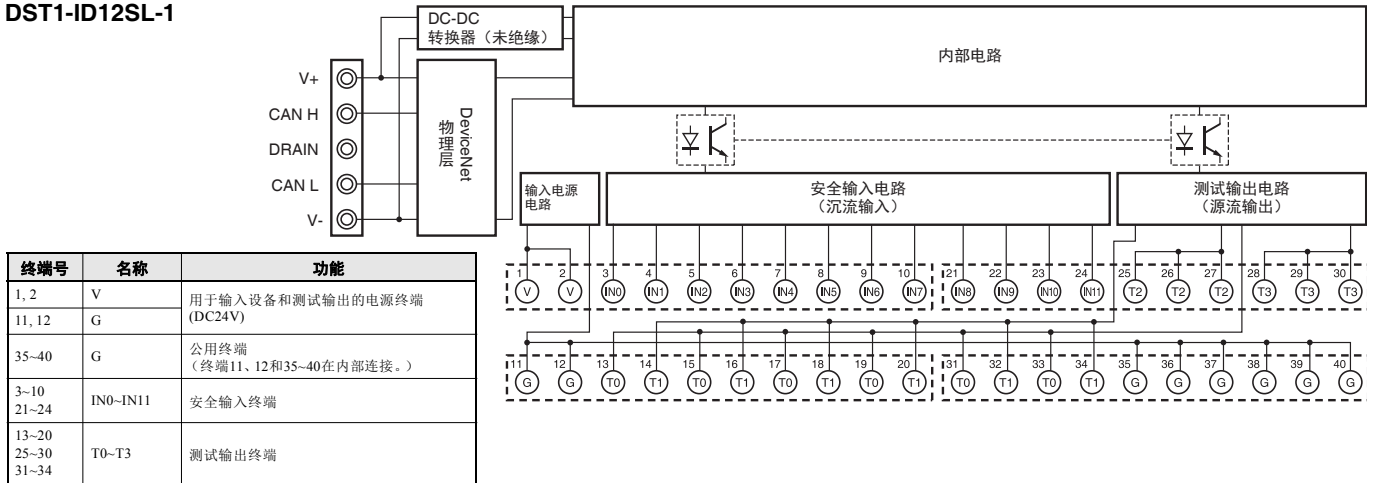 DST1-ID12SL-1
DC-DC
转换器（未绝缘）
内部电路
V+
CAN H
DRAIN
CAN L
V-
DeviceNet
物理层
输入电源
电路
安全输入电路
（沉流输入）
测试输出电路
（源流输出）
1 2 3 4 5 6 7 8 9 10 21 22 23 24 25 26 27 28 29 30
V V IN0 IN1 IN2 IN3 IN4 IN5 IN6 IN7 IN8 IN9 IN10 IN11 T2 T2 T2 T3 T3 T3
11 12 13 14 15 16 17 18 19 20 31 32 33 34 35 36 37 38 39 40
G G T0 T1 T0 T1 T0 T1 T0 T1 T0 T1 T0 T1 G G G G G G
终端号 名称 功能
1, 2 V 用于输入设备和测试输出的电源终端
(DC24V)
11, 12 G
35~40 G 公用终端
（终端11、12和35~40在内部连接。）
3~10
21~24
IN0~IN11 安全输入终端
13~20
25~30
31~34
T0~T3 测试输出终端